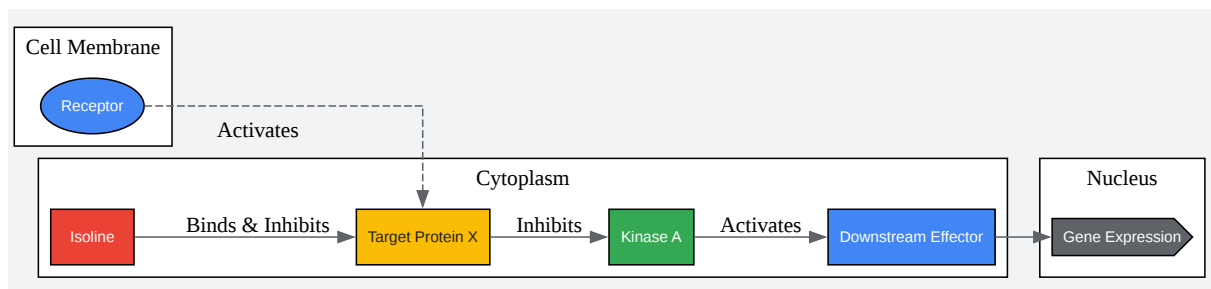 Cell Membrane
Receptor
Activates
Cytoplasm
Nucleus
Isoline
Binds & Inhibits
Target Protein X
Inhibits
Kinase A
Activates
Downstream Effector
Gene Expression